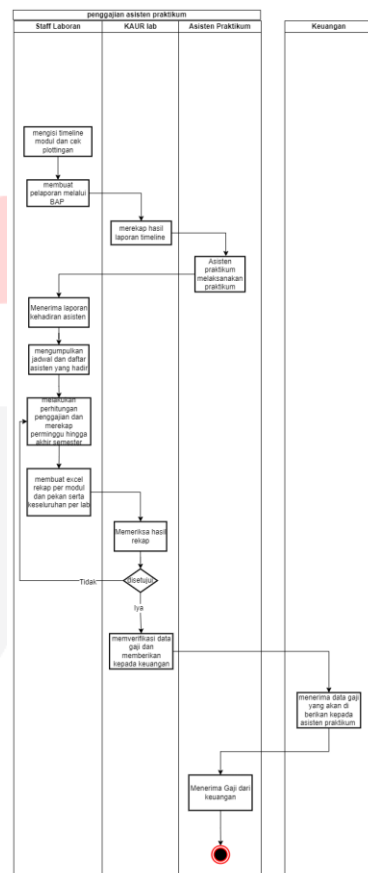 penggajian asisten praktikum
Staff Laboran
KAUR lab
Asisten Praktikum
Keuangan
mengisi timeline
modul dan cek
plottingan
membuat
pelaporan melalui
BAP
merekap hasil
laporan timeline
Asisten
praktikum
melaksanakan
praktikum
Menerima laporan
kehadiran asisten
mengumpulkan
jadwal dan daftar
asisten yang hadir
melakukan
perhitungan
penggajian dan
merekap
perminggu hingga
akhir semester
membuat excel
rekap per modul
dan pekan serta
keseluruhan per lab
Memeriksa hasil
rekap
disetujui
Tidak
Iya
memverifikasi data
gaji dan
memberikan
kepada keuangan
menerima data gaji
yang akan di
berikan kepada
asisten praktikum
Menerima Gaji dari
keuangan